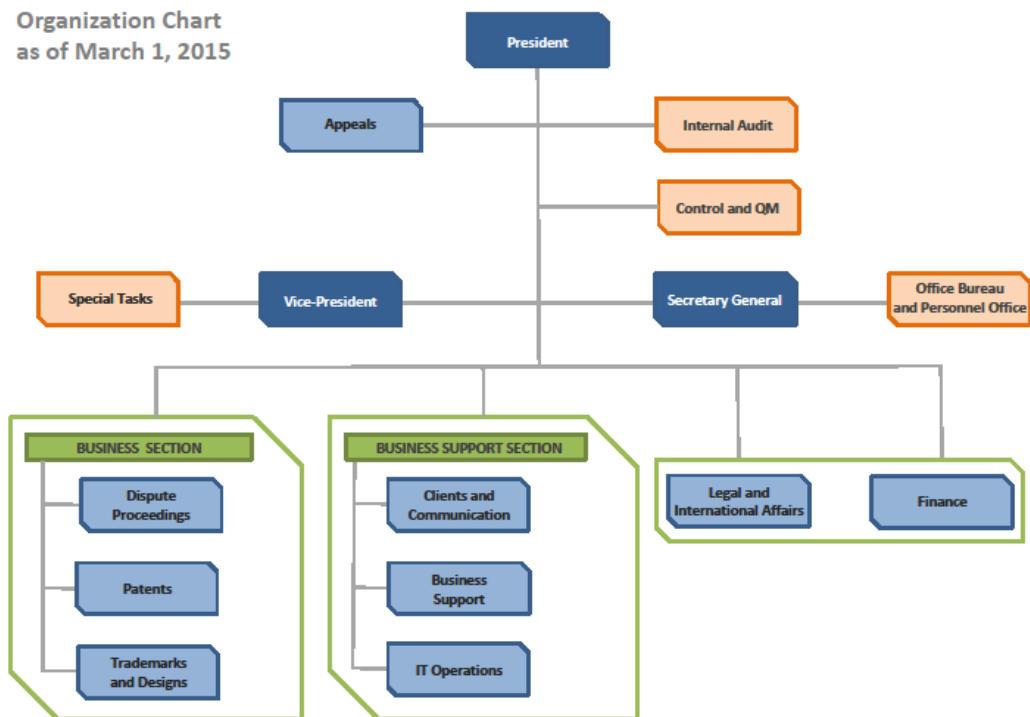 Organization Chart
as of March 1, 2015
President
Appeals
Internal Audit
Control and QM
Special Tasks
Vice-President
Secretary General
Office Bureau
and Personnel Office
BUSINESS SECTION
Dispute
Proceedings
Patents
Trademarks
and Designs
BUSINESS SUPPORT SECTION
Clients and
Communication
Business
Support
IT Operations
Legal and
International Affairs
Finance